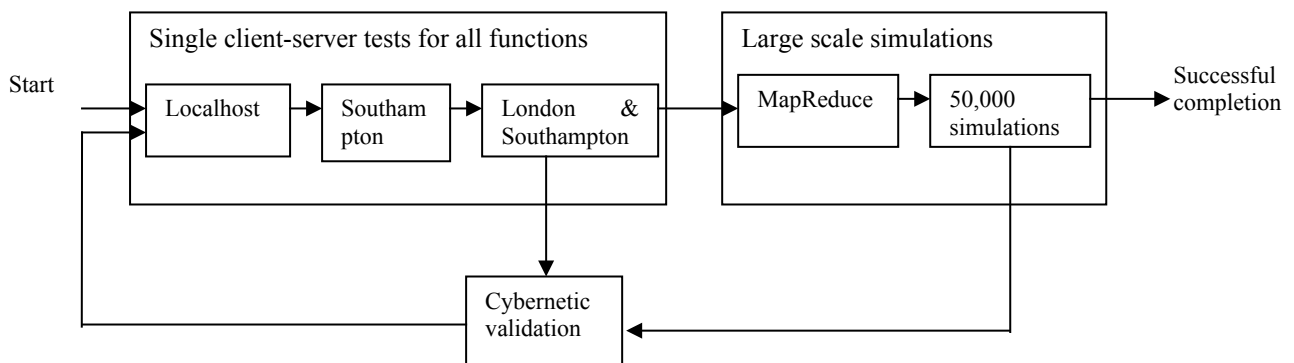 Single client-server tests for all functions
Large scale simulations
Start
Localhost
Southam
pton
London &
Southampton
MapReduce
50,000
simulations
Successful
completion
Cybernetic
validation